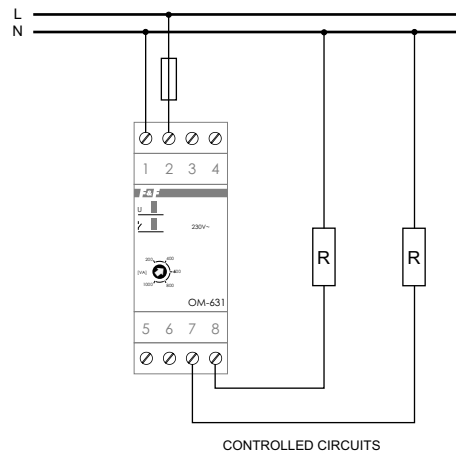 L
N
1 2 3 4
F&F
U
230V~
200 400
[VA] 600
1000 800
OM-631
R R
5 6 7 8
CONTROLLED CIRCUITS